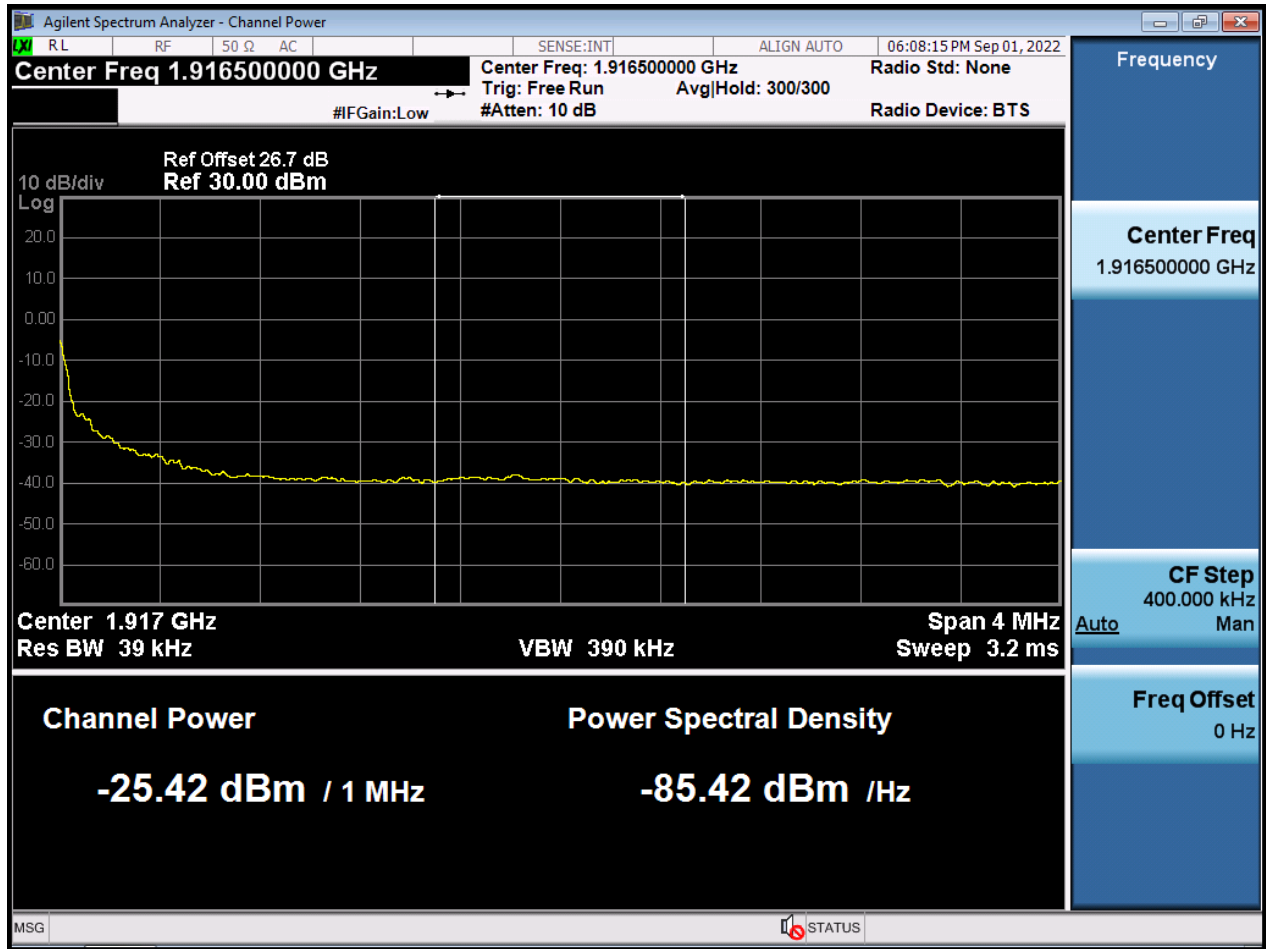 Agilent Spectrum Analyzer - Channel Power
LXI RL RF 50 Ω AC SENSE:INT ALIGN AUTO 06:08:15 PM Sep 01, 2022
Center Freq 1.916500000 GHz
#IFGain:Low
Center Freq: 1.916500000 GHz
Trig: Free Run Avg|Hold: 300/300
#Atten: 10 dB
Radio Std: None
Radio Device: BTS
Ref Offset 26.7 dB
10 dB/div Ref 30.00 dBm
Log
20.0
10.0
0.00
-10.0
-20.0
-30.0
-40.0
-50.0
-60.0
Center 1.917 GHz Span 4 MHz
Res BW 39 kHz VBW 390 kHz Sweep 3.2 ms
Channel Power Power Spectral Density
-25.42 dBm / 1 MHz -85.42 dBm /Hz
Frequency
Center Freq
1.916500000 GHz
CF Step
400.000 kHz
Auto Man
Freq Offset
0 Hz
MSG STATUS